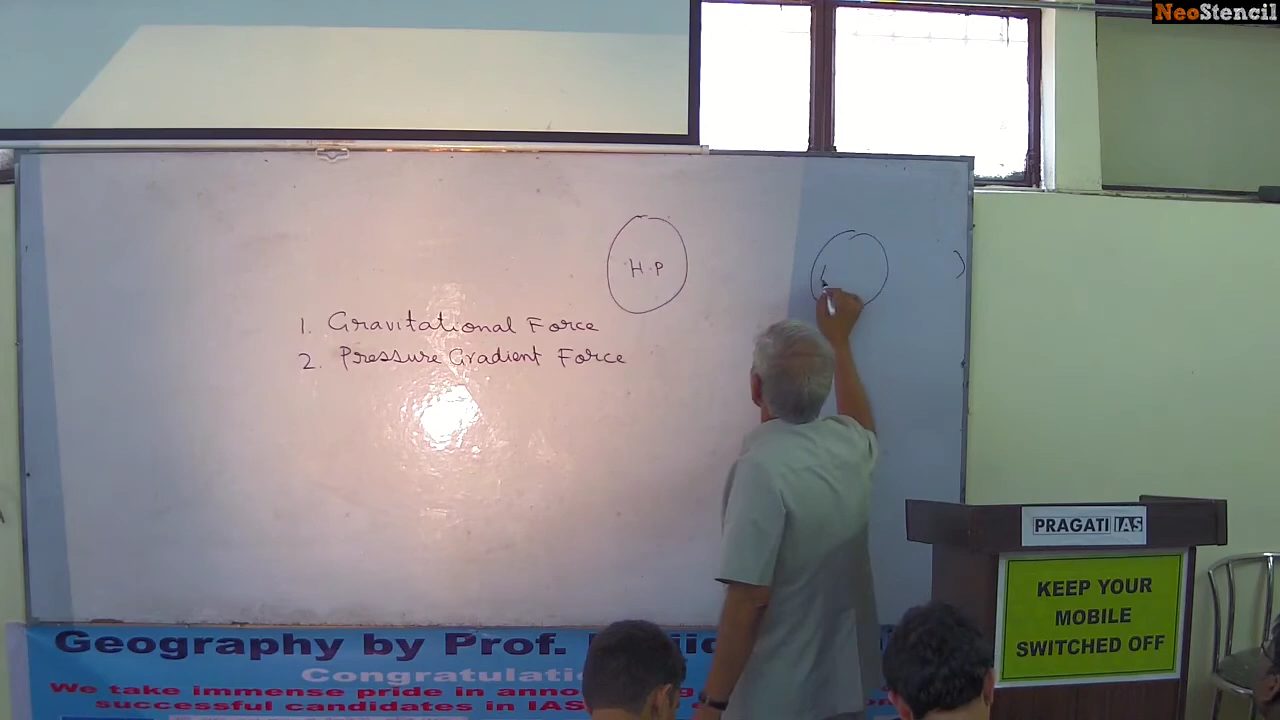 NeoStencil
H.P
1. Gravitational Force
2. Pressure Gradient Force
PRAGATI IAS
KEEP YOUR
MOBILE
SWITCHED OFF
Geography by Prof.
Congratulati
We take immense pride in anno
successful candidates in IAS